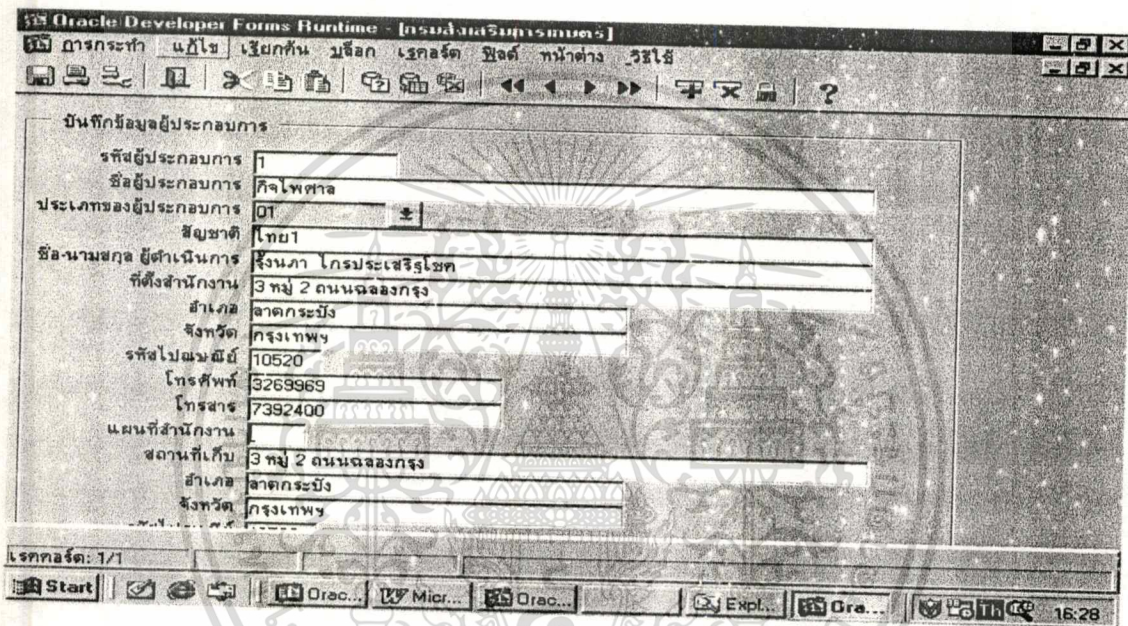 Oracle Developer Forms Runtime - [กรมส่งเสริมการเกษตร]
การกระทำ แก้ไข เรียกค้น บล็อก เรคอร์ด ฟิลด์ หน้าต่าง วิธีใช้
บันทึกข้อมูลผู้ประกอบการ
รหัสผู้ประกอบการ 1
ชื่อผู้ประกอบการ กิจไพศาล
ประเภทของผู้ประกอบการ 01
สัญชาติ ไทย1
ชื่อ-นามสกุล ผู้ดำเนินการ รุ้งนภา ไกรประเสริฐโชค
ที่ตั้งสำนักงาน 3 หมู่ 2 ถนนฉลองกรุง
อำเภอ ลาดกระบัง
จังหวัด กรุงเทพฯ
รหัสไปรษณีย์ 10520
โทรศัพท์ 3269969
โทรสาร 7392400
แผนที่สำนักงาน
สถานที่เก็บ 3 หมู่ 2 ถนนฉลองกรุง
อำเภอ ลาดกระบัง
จังหวัด กรุงเทพฯ
เรคคอร์ด: 1/1
Start Orac... Micr... Orac... Expl... Ora... Th 16:28